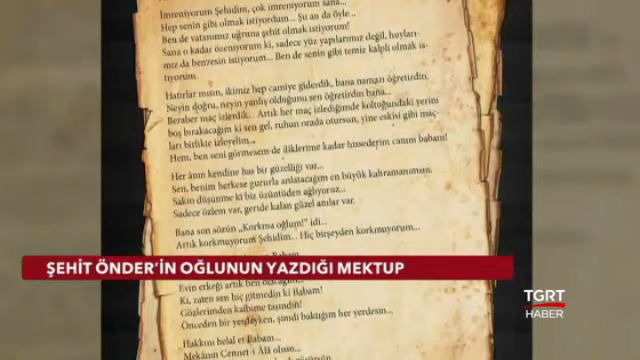 İmreniyorum Şehidim, çok imreniyorum sana...
Hep senin gibi olmak istiyordum... Şu an da öyle...
Ben de vatanımız uğruna şehit olmak istiyorum!
Sana o kadar özeniyorum ki, sadece yüz yapılarımız değil, huyları-
mız da benzesin istiyorum... Ben de senin gibi temiz kalpli olmak is-
tiyorum.
Hatırlar mısın, ikimiz hep camiye giderdik, bana namazı öğretirdin.
Neyin doğru, neyin yanlış olduğunu sen öğretirdin bana...
Beraber maç izlerdik... Artık her maç izlediğimde koltuğundaki yerini
boş bırakacağım ki sen gel, ruhun orada otursun, yine eskisi gibi maç-
ları birlikte izleyelim...
Hem, ben seni görmesem de iliklerime kadar hissederim canım babam!
Her ânın kendine has bir güzelliği var...
Sen, benim herkese gururla anlatacağım en büyük kahramanımsın.
Sakın düşünme ki biz üzüntüden ağlıyoruz...
Sadece özlem var, geride kalan güzel anılar var.
Bana son sözün „Korkma oğlum!" idi...
Artık korkmuyorum Şehidim... Hiç birşeyden korkmuyorum...
Babam
ŞEHİT ÖNDER'İN OĞLUNUN YAZDIĞI MEKTUP
Evin erkeği artık ben olacağım...
Ki, zaten sen hiç gitmedin ki Babam!
Gözlerimden kalbime taşındın!
Önceden bir yerdeyken, şimdi baktığım her yerdesin...
Hakkını helal et Babam...
Mekânın Cennet-i Âlâ olsun...
TGRT
HABER